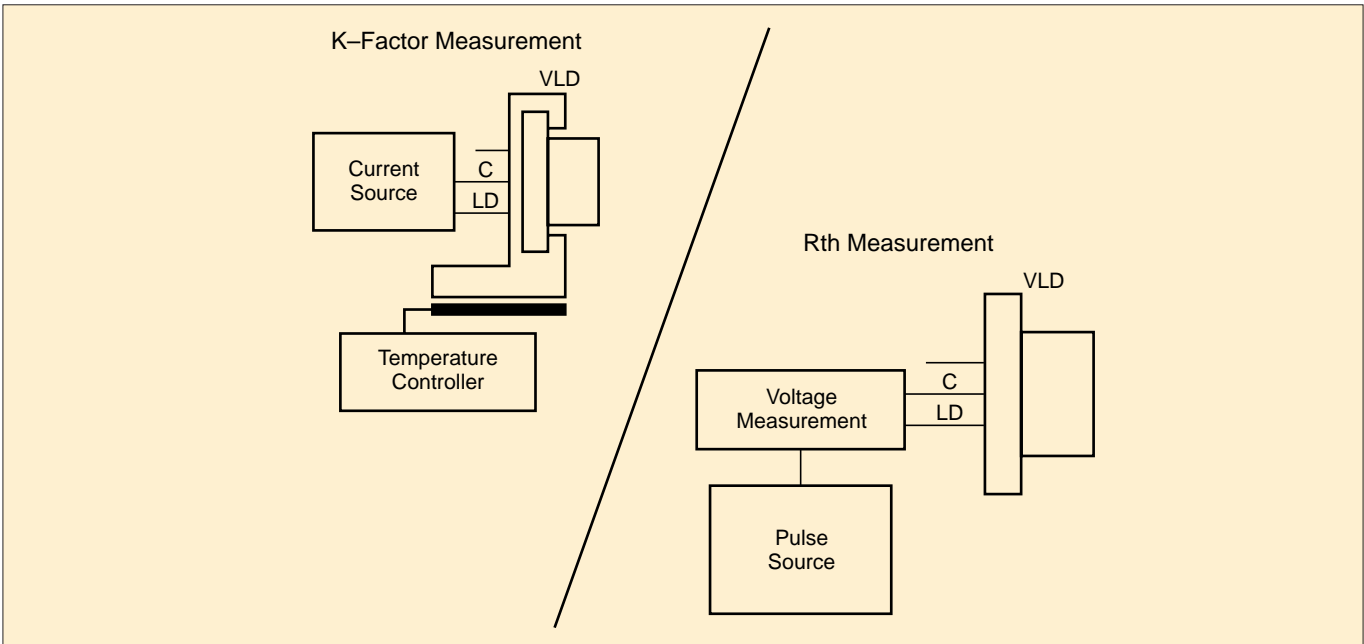 K–Factor Measurement
VLD
Current
Source
C
LD
Temperature
Controller
Rth Measurement
VLD
Voltage
Measurement
C
LD
Pulse
Source